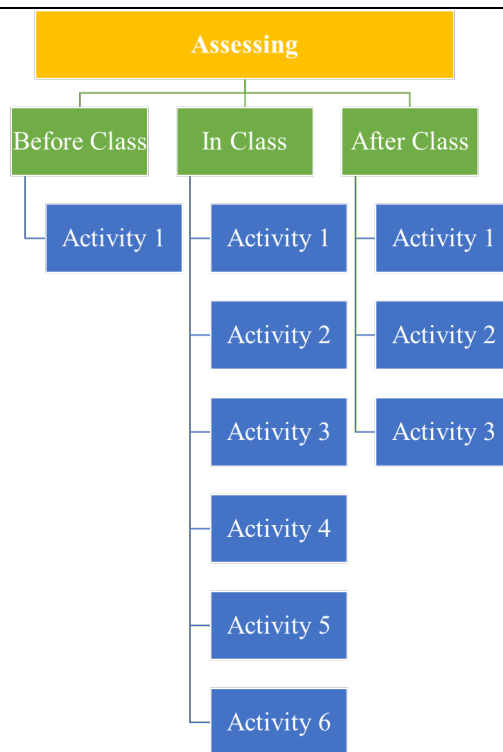 Assessing
Before Class
In Class
After Class
Activity 1
Activity 1
Activity 1
Activity 2
Activity 2
Activity 3
Activity 3
Activity 4
Activity 5
Activity 6